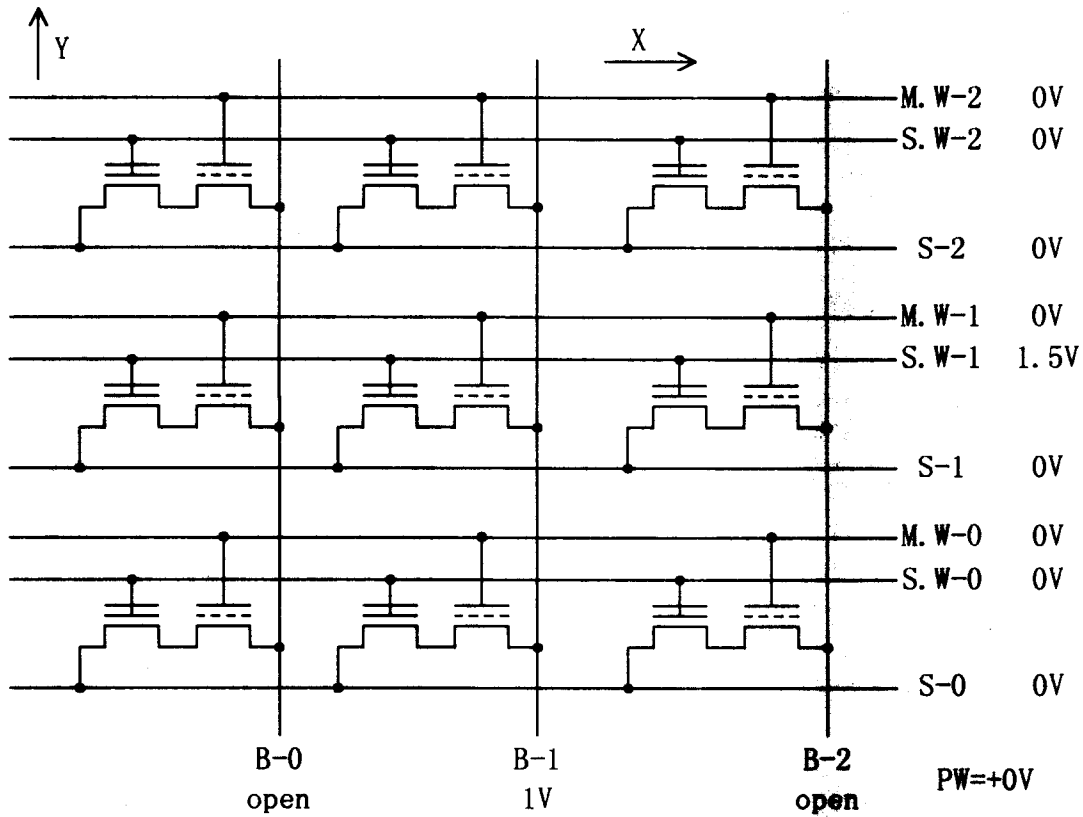 Y
X
M. W-2 0V
S. W-2 0V
S-2 0V
M. W-1 0V
S. W-1 1.5V
S-1 0V
M. W-0 0V
S. W-0 0V
S-0 0V
B-0 B-1 B-2
open 1V open
PW=+0V